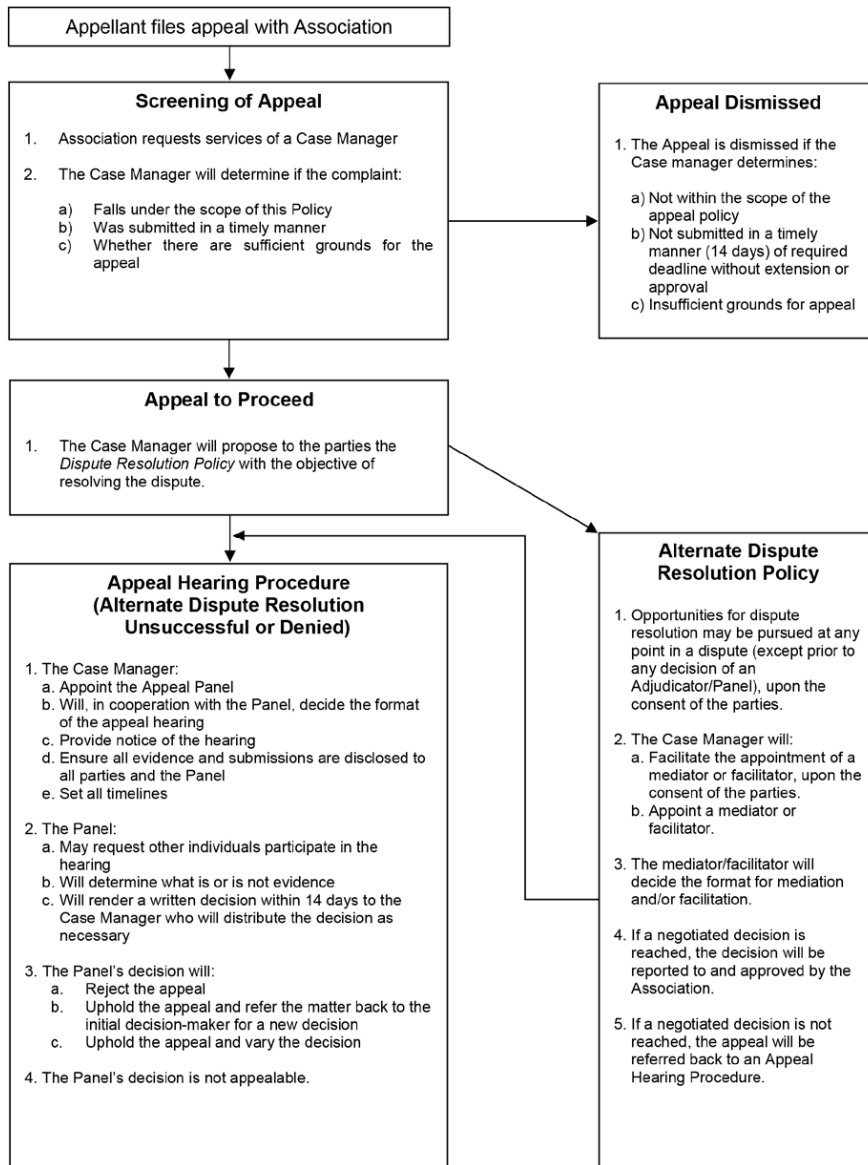 Appellant files appeal with Association
Screening of Appeal
1. Association requests services of a Case Manager
2. The Case Manager will determine if the complaint:
a) Falls under the scope of this Policy
b) Was submitted in a timely manner
c) Whether there are sufficient grounds for the
appeal
Appeal Dismissed
1. The Appeal is dismissed if the
Case manager determines:
a) Not within the scope of the
appeal policy
b) Not submitted in a timely
manner (14 days) of required
deadline without extension or
approval
c) Insufficient grounds for appeal
Appeal to Proceed
1. The Case Manager will propose to the parties the
Dispute Resolution Policy with the objective of
resolving the dispute.
Appeal Hearing Procedure
(Alternate Dispute Resolution
Unsuccessful or Denied)
1. The Case Manager:
a. Appoint the Appeal Panel
b. Will, in cooperation with the Panel, decide the format
of the appeal hearing
c. Provide notice of the hearing
d. Ensure all evidence and submissions are disclosed to
all parties and the Panel
e. Set all timelines
2. The Panel:
a. May request other individuals participate in the
hearing
b. Will determine what is or is not evidence
c. Will render a written decision within 14 days to the
Case Manager who will distribute the decision as
necessary
3. The Panel's decision will:
a. Reject the appeal
b. Uphold the appeal and refer the matter back to the
initial decision-maker for a new decision
c. Uphold the appeal and vary the decision
4. The Panel's decision is not appealable.
Alternate Dispute
Resolution Policy
1. Opportunities for dispute
resolution may be pursued at any
point in a dispute (except prior to
any decision of an
Adjudicator/Panel), upon the
consent of the parties.
2. The Case Manager will:
a. Facilitate the appointment of a
mediator or facilitator, upon the
consent of the parties.
b. Appoint a mediator or
facilitator.
3. The mediator/facilitator will
decide the format for mediation
and/or facilitation.
4. If a negotiated decision is
reached, the decision will be
reported to and approved by the
Association.
5. If a negotiated decision is not
reached, the appeal will be
referred back to an Appeal
Hearing Procedure.